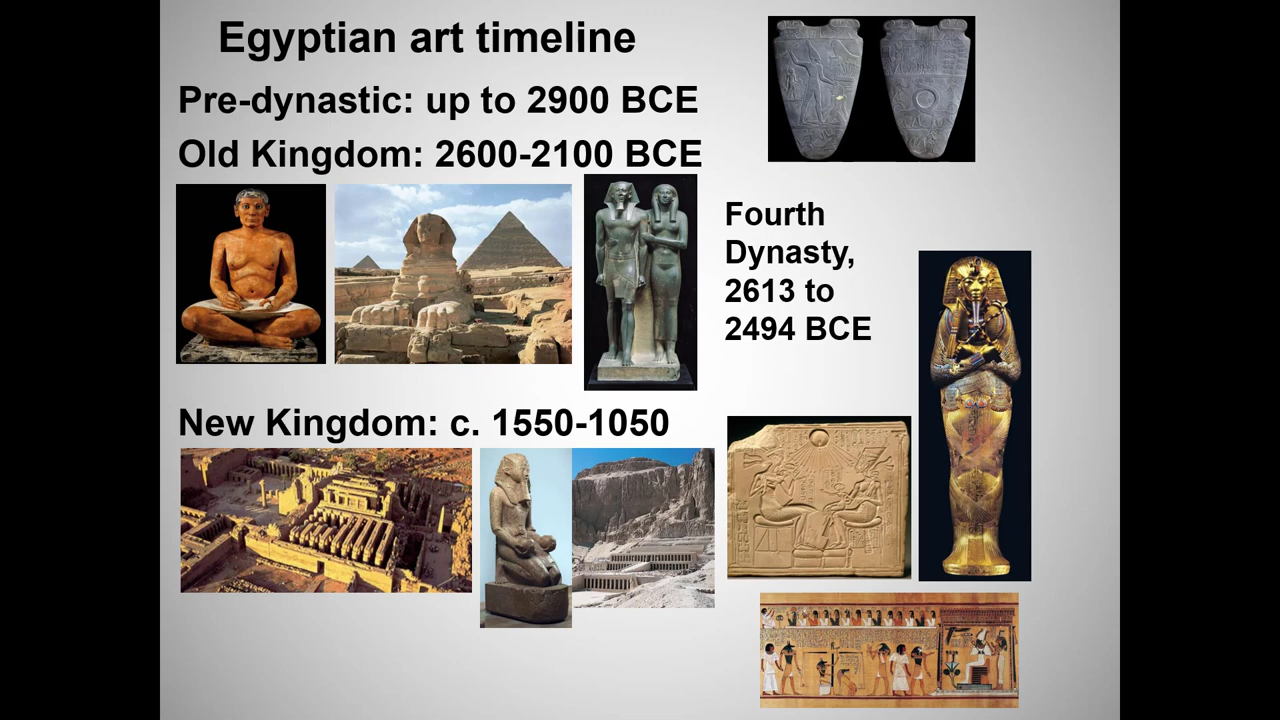 Egyptian art timeline
Pre-dynastic: up to 2900 BCE
Old Kingdom: 2600-2100 BCE
Fourth
Dynasty,
2613 to
2494 BCE
New Kingdom: c. 1550-1050